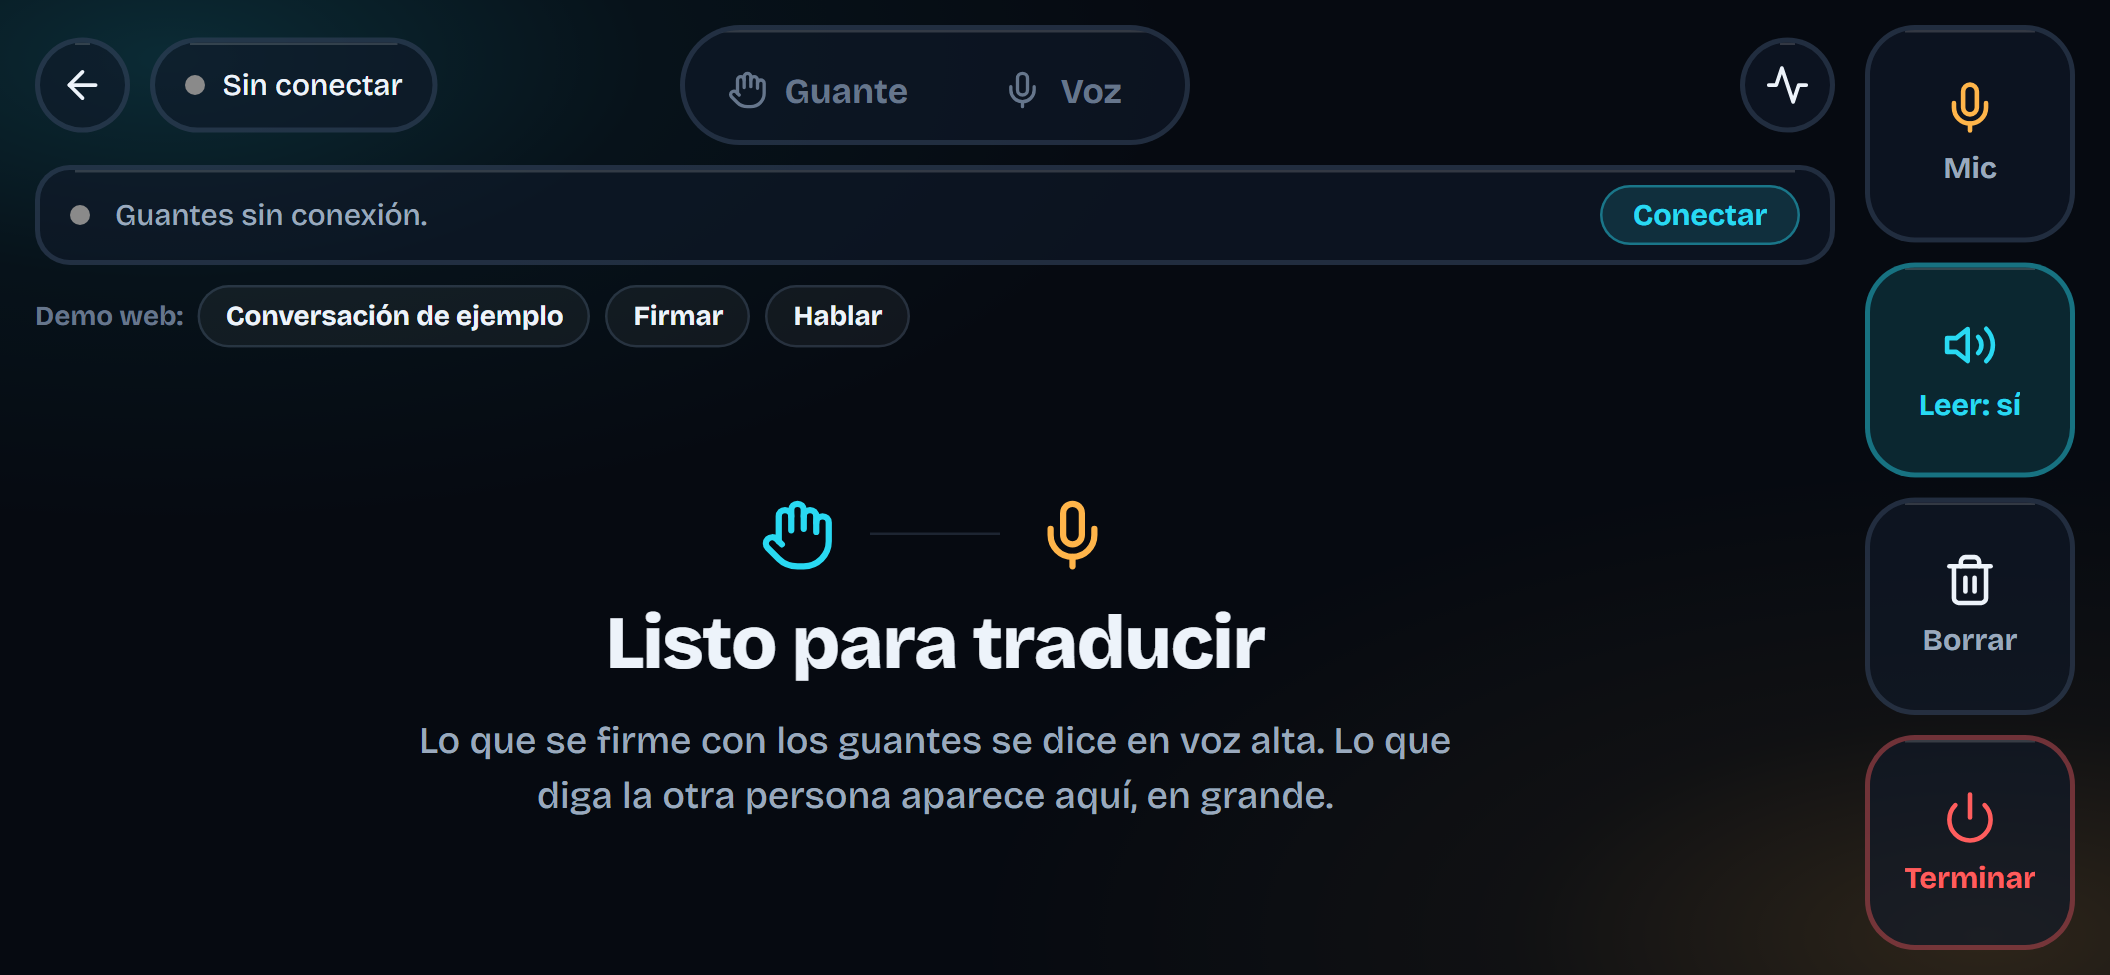 Sin conectar
Guante
Voz
Mic
Guantes sin conexión.
Conectar
Demo web:
Conversación de ejemplo
Firmar
Hablar
Leer: sí
Listo para traducir
Lo que se firme con los guantes se dice en voz alta. Lo que
diga la otra persona aparece aquí, en grande.
Borrar
Terminar